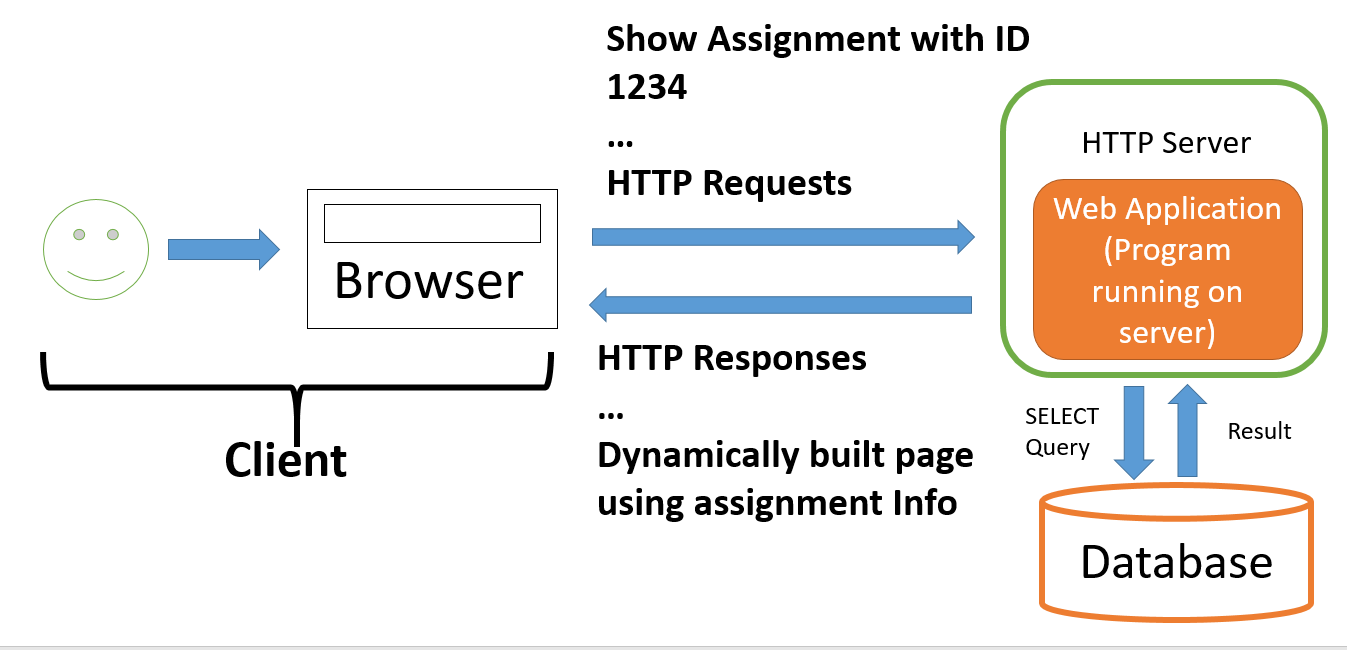 Show Assignment with ID
1234
...
HTTP Requests
HTTP Server
Web Application
(Program
running on
server)
Browser
HTTP Responses
...
Dynamically built page
using assignment Info
Client
SELECT
Query
Result
Database